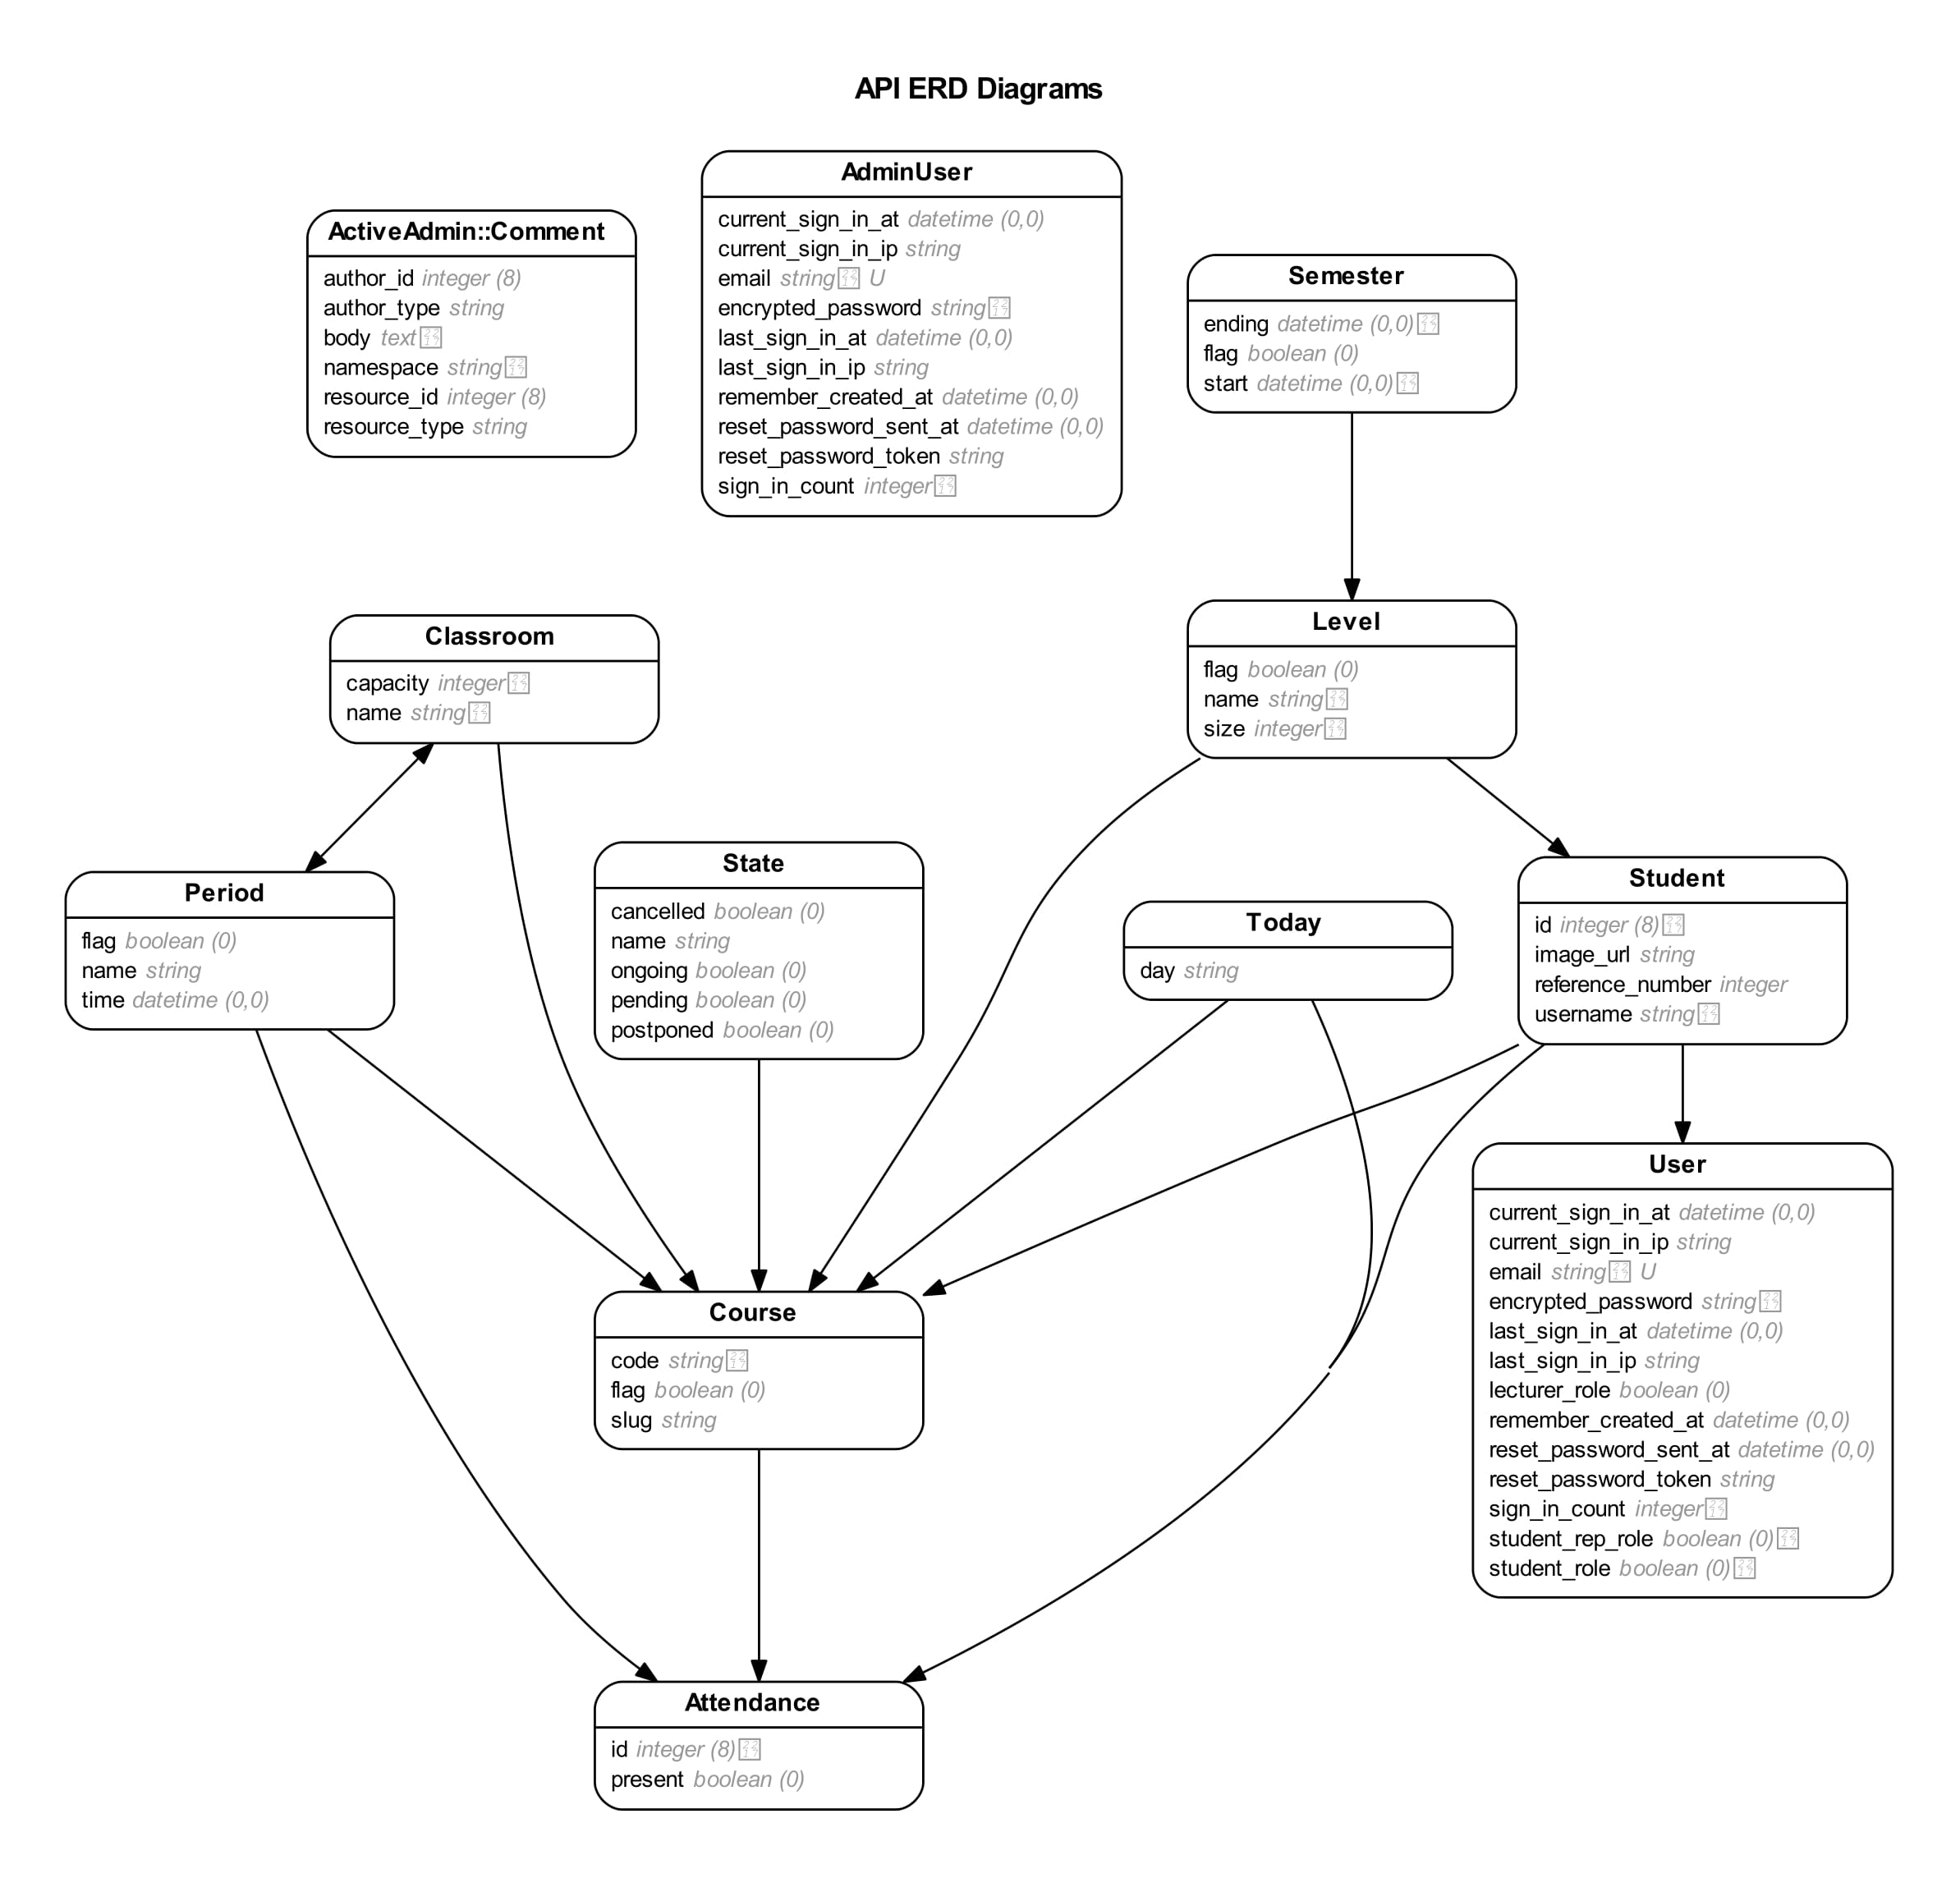 API ERD Diagrams
ActiveAdmin::Comment
author_id integer (8)
author_type string
body text
namespace string
resource_id integer (8)
resource_type string
AdminUser
current_sign_in_at datetime (0,0)
current_sign_in_ip string
email string U
encrypted_password string
last_sign_in_at datetime (0,0)
last_sign_in_ip string
remember_created_at datetime (0,0)
reset_password_sent_at datetime (0,0)
reset_password_token string
sign_in_count integer
Semester
ending datetime (0,0)
flag boolean (0)
start datetime (0,0)
Classroom
capacity integer
name string
Level
flag boolean (0)
name string
size integer
Period
flag boolean (0)
name string
time datetime (0,0)
State
cancelled boolean (0)
name string
ongoing boolean (0)
pending boolean (0)
postponed boolean (0)
Today
day string
Student
id integer (8)
image_url string
reference_number integer
username string
User
current_sign_in_at datetime (0,0)
current_sign_in_ip string
email string U
encrypted_password string
last_sign_in_at datetime (0,0)
last_sign_in_ip string
lecturer_role boolean (0)
remember_created_at datetime (0,0)
reset_password_sent_at datetime (0,0)
reset_password_token string
sign_in_count integer
student_rep_role boolean (0)
student_role boolean (0)
Course
code string
flag boolean (0)
slug string
Attendance
id integer (8)
present boolean (0)